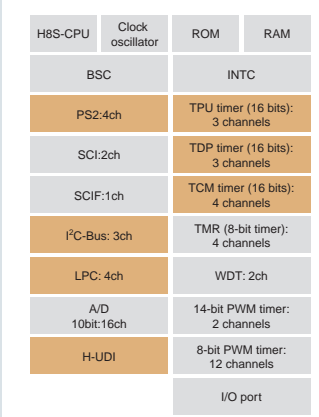 H8S-CPU
Clock
oscillator
ROM
RAM
BSC
INTC
PS2:4ch
TPU timer (16 bits):
3 channels
SCI:2ch
TDP timer (16 bits):
3 channels
SCIF:1ch
TCM timer (16 bits):
4 channels
I²C-Bus: 3ch
TMR (8-bit timer):
4 channels
LPC: 4ch
WDT: 2ch
A/D
10bit:16ch
14-bit PWM timer:
2 channels
H-UDI
8-bit PWM timer:
12 channels
I/O port